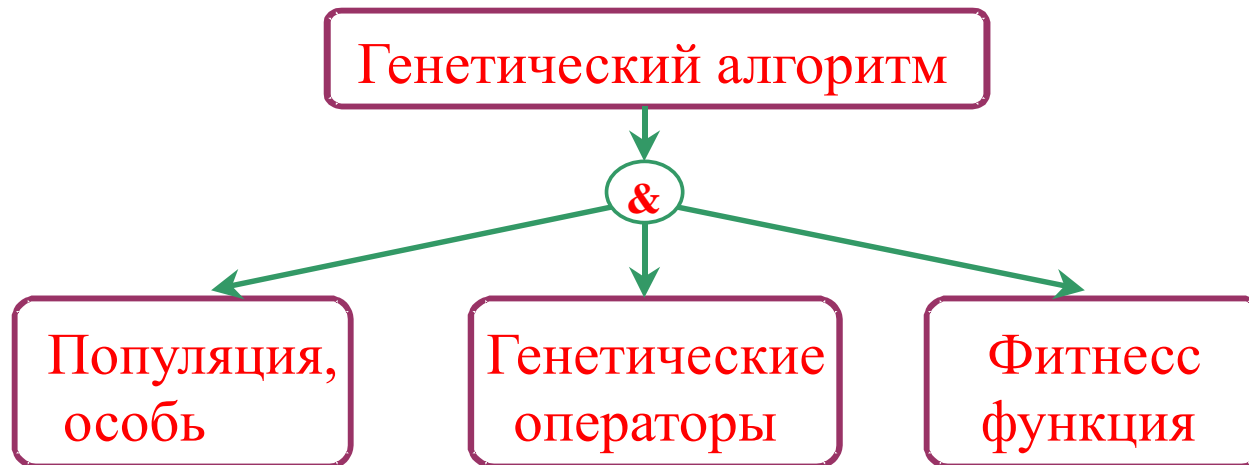 Генетический алгоритм
&
Популяция,
особь
Генетические
операторы
Фитнесс
функция